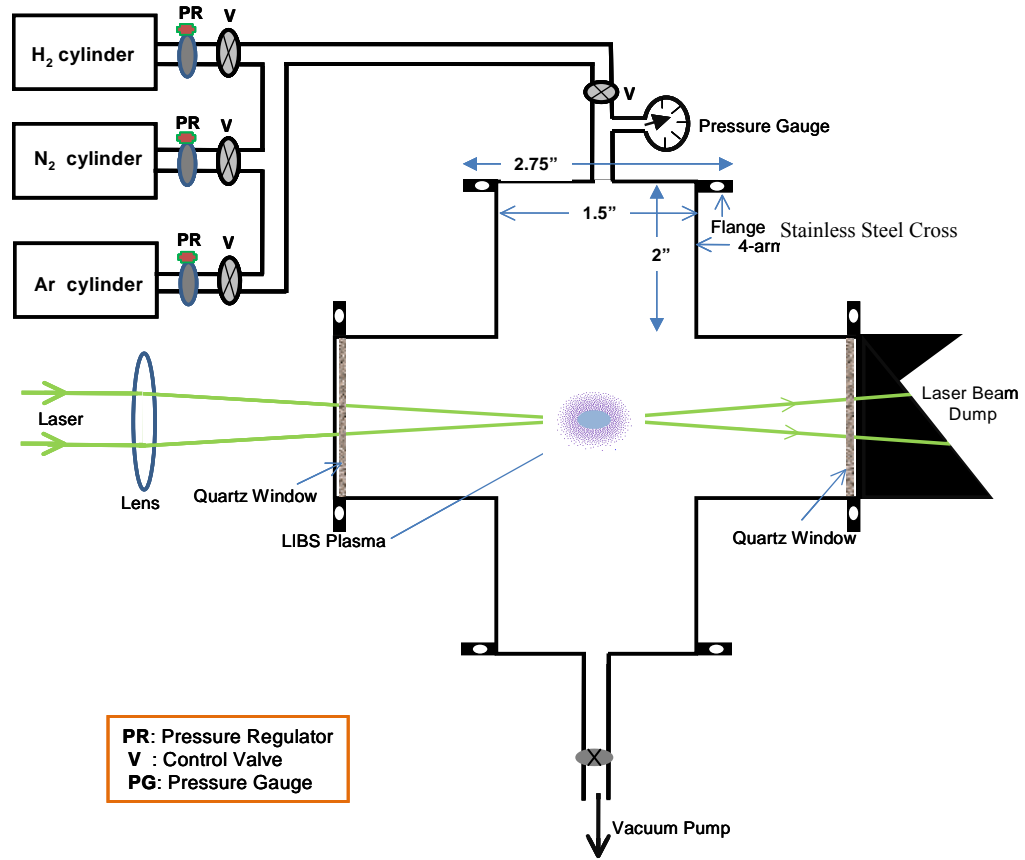 PR
V
H₂ cylinder
PR
V
N₂ cylinder
PR
V
Ar cylinder
V
Pressure Gauge
2.75”
1.5”
2”
Flange
Stainless Steel Cross
4-arm
Laser
Lens
Quartz Window
LIBS Plasma
Laser Beam
Dump
Quartz Window
PR: Pressure Regulator
V : Control Valve
PG: Pressure Gauge
Vacuum Pump